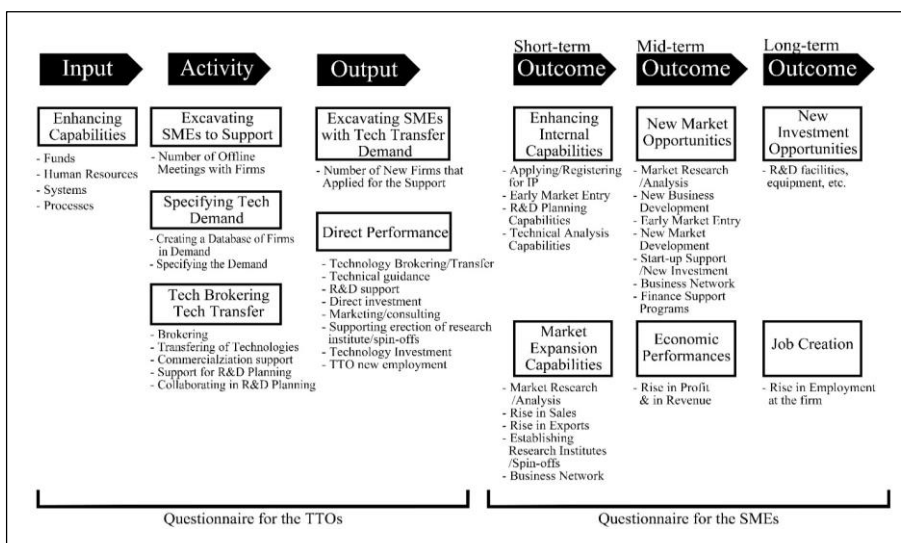 Input
Enhancing
Capabilities
- Funds
- Human Resources
- Systems
- Processes
Activity
Excavating
SMEs to Support
- Number of Offline
Meetings with Firms
Specifying Tech
Demand
- Creating a Database of Firms
in Demand
- Specifying the Demand
Tech Brokering
Tech Transfer
- Brokering
- Transfering of Technologies
- Commercialziation support
- Support for R&D Planning
- Collaborating in R&D Planning
Output
Excavating SMEs
with Tech Transfer
Demand
- Number of New Firms that
Applied for the Support
Direct Performance
- Technology Brokering/Transfer
- Technical guidance
- R&D support
- Direct investment
- Marketing/consulting
- Supporting erection of research
institute/spin-offs
- Technology Investment
- TTO new employment
Short-term
Outcome
Enhancing
Internal
Capabilities
- Applying/Registering
for IP
- Early Market Entry
- R&D Planning
Capabilities
- Technical Analysis
Capabilities
Market
Expansion
Capabilities
- Market Research
/Analysis
- Rise in Sales
- Rise in Exports
- Establishing
Research Institutes
/Spin-offs
- Business Network
Mid-term
Outcome
New Market
Opportunities
- Market Research
/Analysis
- New Business
Development
- Early Market Entry
- New Market
Development
- Start-up Support
/New Investment
- Business Network
- Finance Support
Programs
Economic
Performances
- Rise in Profit
& in Revenue
Long-term
Outcome
New
Investment
Opportunities
- R&D facilities,
equipment, etc.
Job Creation
- Rise in Employment
at the firm
Questionnaire for the TTOs
Questionnaire for the SMEs